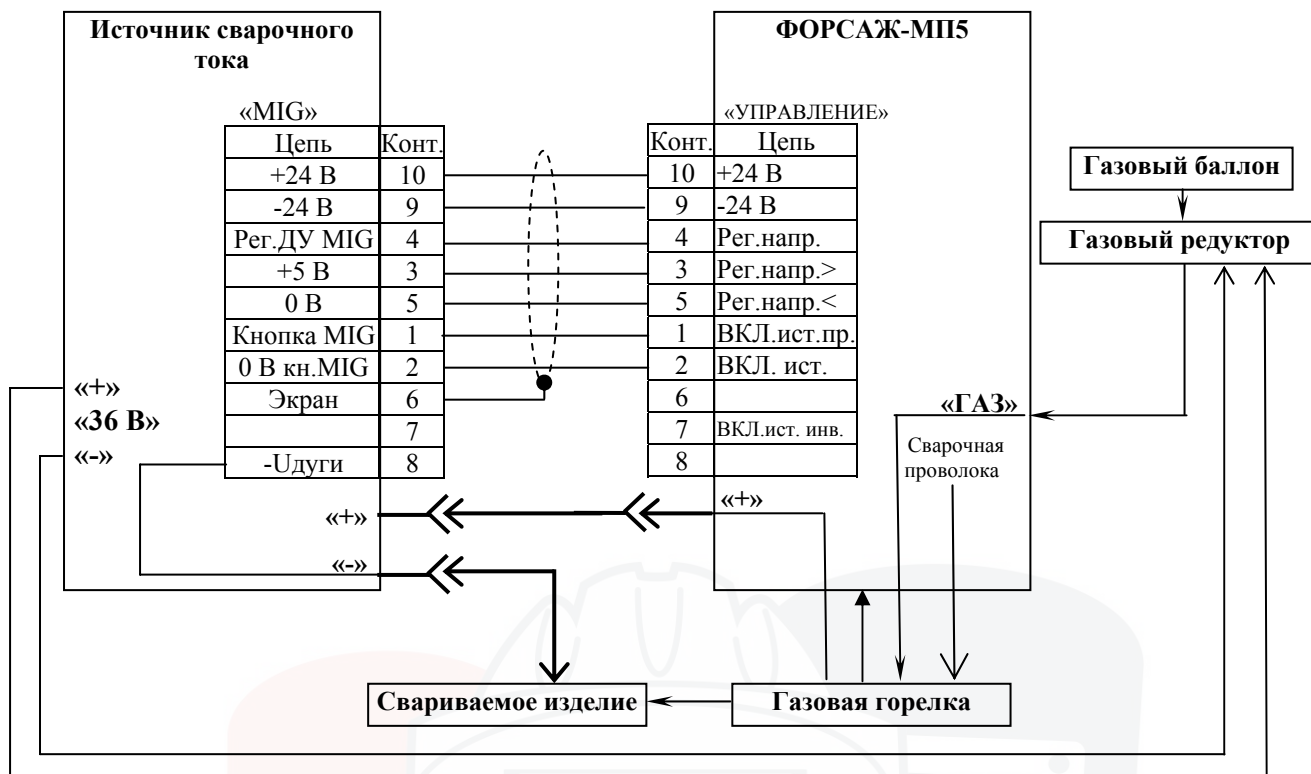 Источник сварочного
тока
«MIG»
Цепь Конт.
+24 В 10
-24 В 9
Рег.ДУ MIG 4
+5 В 3
0 В 5
Кнопка MIG 1
0 В кн.MIG 2
Экран 6
7
-Uдуги 8
«+»
«36 В»
«-»
«+»
«-»
ФОРСАЖ-МП5
«УПРАВЛЕНИЕ»
Конт. Цепь
10 +24 В
9 -24 В
4 Рег.напр.
3 Рег.напр.>
5 Рег.напр.<
1 ВКЛ.ист.пр.
2 ВКЛ. ист.
6
7 ВКЛ.ист. инв.
8
«+»
«ГАЗ»
Сварочная
проволока
Газовый баллон
Газовый редуктор
Свариваемое изделие
Газовая горелка